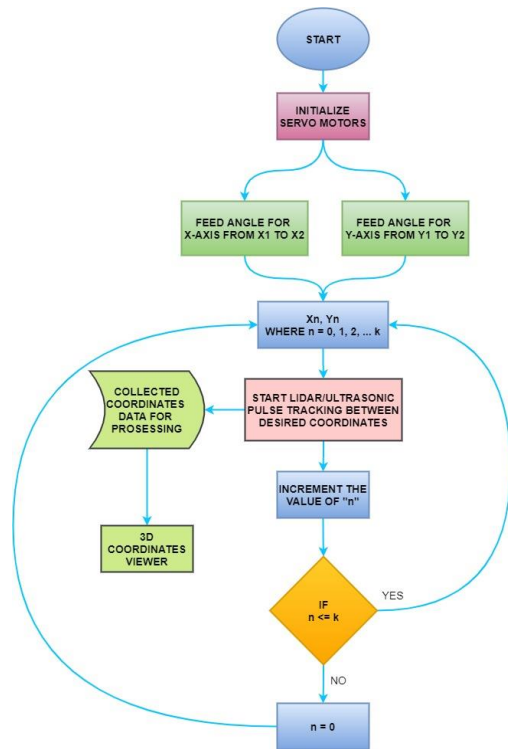 START
INITIALIZE
SERVO MOTORS
FEED ANGLE FOR
X-AXIS FROM X1 TO X2
FEED ANGLE FOR
Y-AXIS FROM Y1 TO Y2
Xn, Yn
WHERE n = 0, 1, 2, ... k
COLLECTED
COORDINATES
DATA FOR
PROSESSING
START LIDAR/ULTRASONIC
PULSE TRACKING BETWEEN
DESIRED COORDINATES
INCREMENT THE
VALUE OF "n"
3D
COORDINATES
VIEWER
IF
n <= k
YES
NO
n = 0